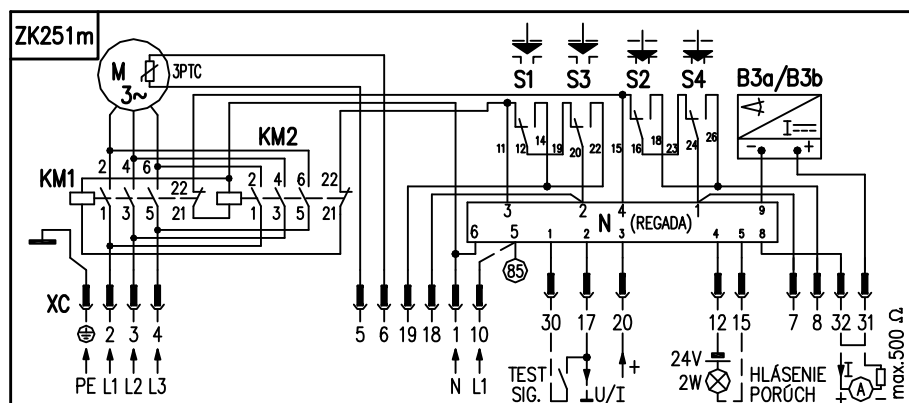 ZK251m
M
3~
3PTC
S1 S3 S2 S4 B3a/B3b
I
- +
KM2
KM1
2 4 6 22 2 4 6 22
1 3 5 21 1 3 5 21
11 12 14 19 20 22 15 16 18 23 24 26
3 2 4 1 9
N (REGADA)
6 5 1 2 3 4 5 8
85
XC
2 3 4 5 6 19 18 1 10 30 17 20 12 15 7 8 32 31
PE L1 L2 L3 N L1
TEST
SIG.
U/I
+
24V
2W
HLÁSENIE
PORÚCH
I
A
+ -
max.500 Ω